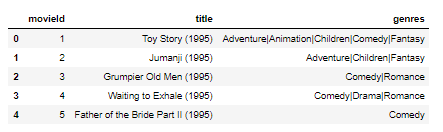 movieId title genres
0 1 Toy Story (1995) Adventure|Animation|Children|Comedy|Fantasy
1 2 Jumanji (1995) Adventure|Children|Fantasy
2 3 Grumpier Old Men (1995) Comedy|Romance
3 4 Waiting to Exhale (1995) Comedy|Drama|Romance
4 5 Father of the Bride Part II (1995) Comedy